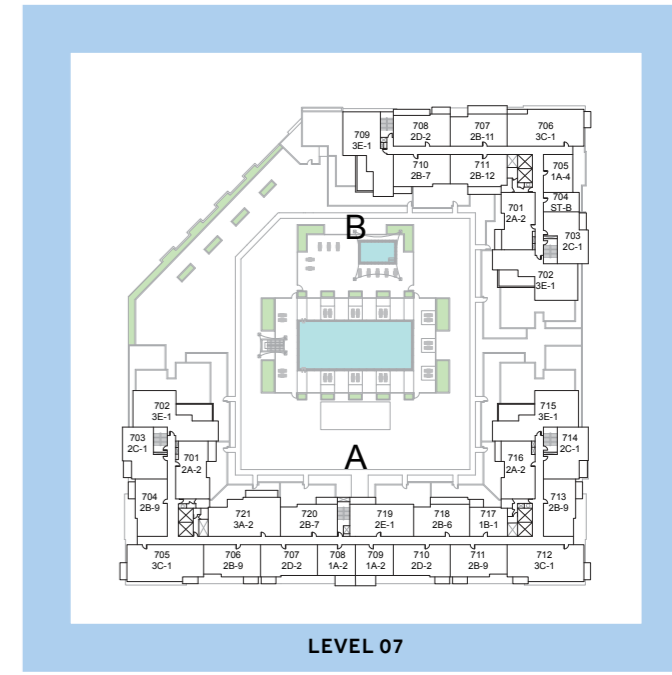 709
3E-1
708
2D-2
707
2B-11
706
3C-1
710
2B-7
711
2B-12
705
1A-4
704
ST-B
701
2A-2
703
2C-1
702
3E-1
B
A
702
3E-1
715
3E-1
703
2C-1
701
2A-2
716
2A-2
714
2C-1
704
2B-9
713
2B-9
721
3A-2
720
2B-7
719
2E-1
718
2B-6
717
1B-1
705
3C-1
706
2B-9
707
2D-2
708
1A-2
709
1A-2
710
2D-2
711
2B-9
712
3C-1
LEVEL 07